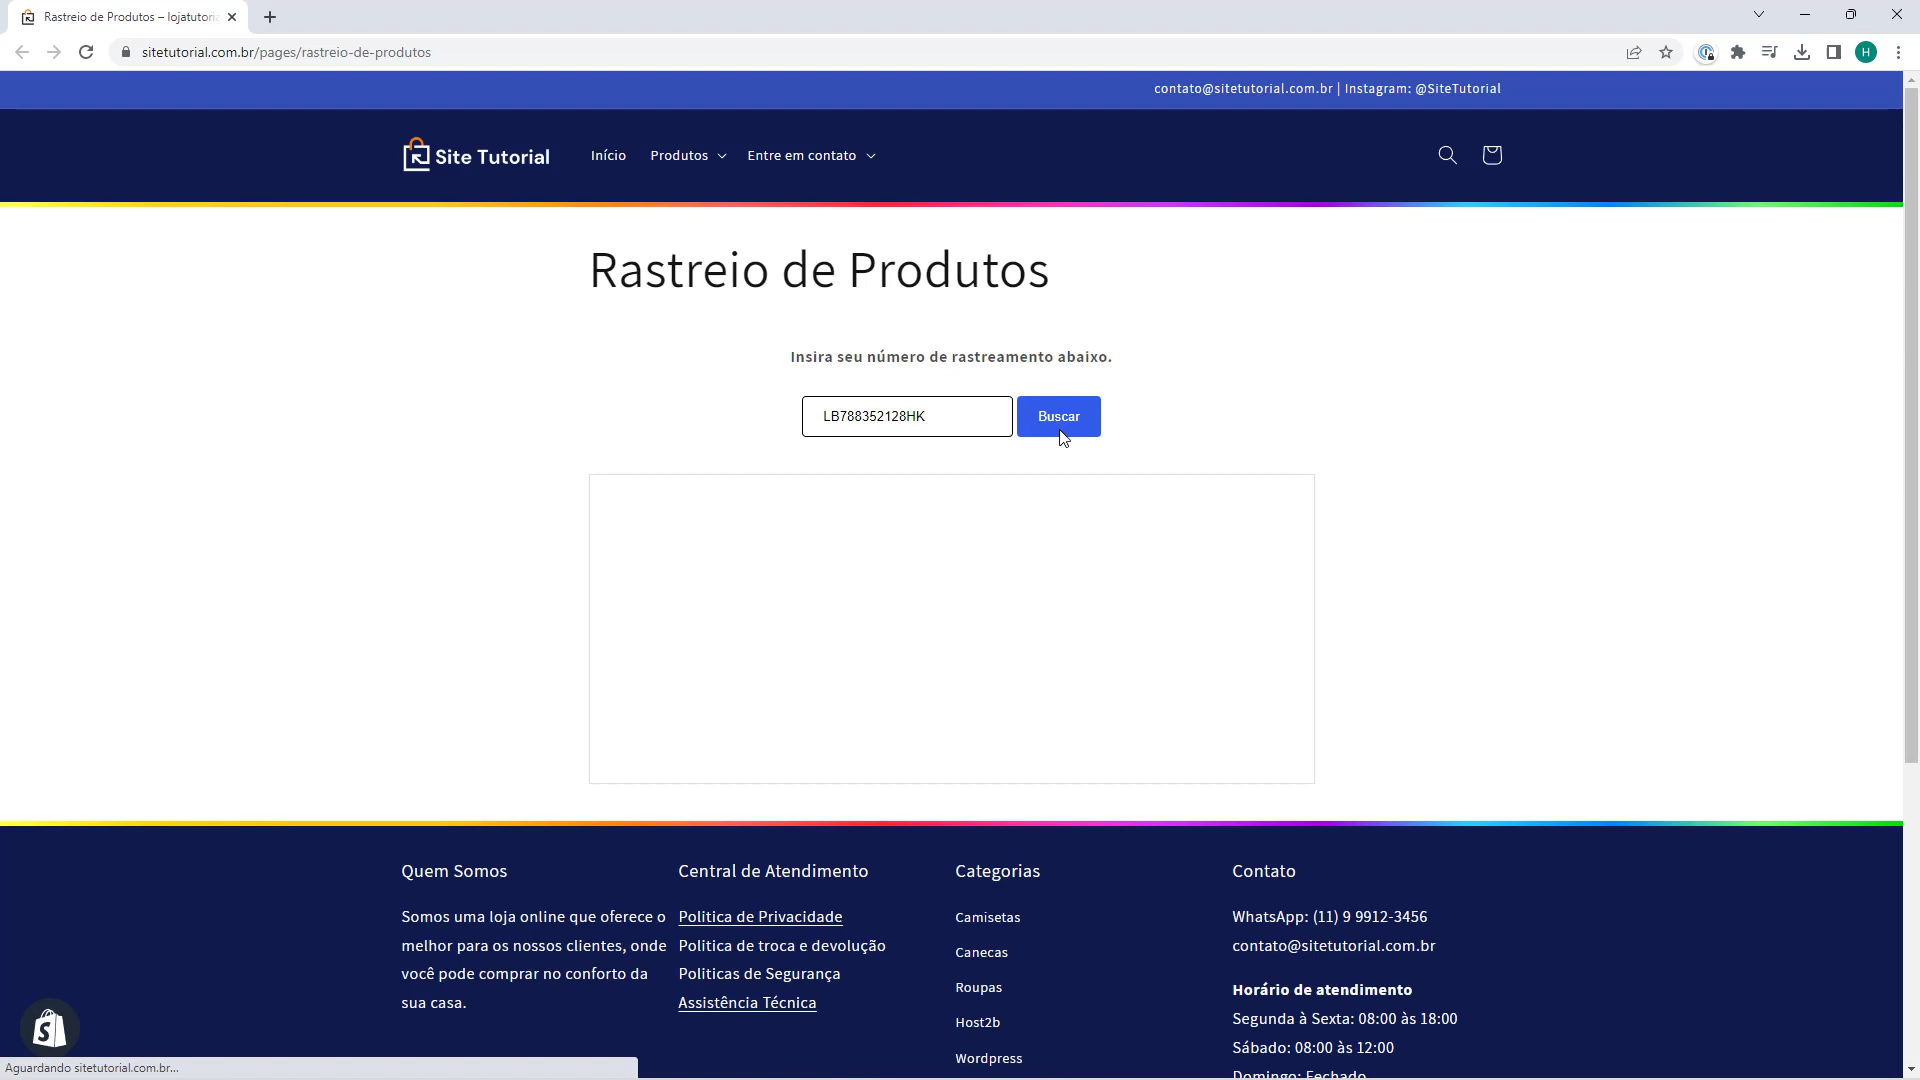 Rastreio de Produtos – lojatutoria
sitetutorial.com.br/pages/rastreio-de-produtos
H
contato@sitetutorial.com.br | Instagram: @SiteTutorial
Site Tutorial
Início
Produtos
Entre em contato
Rastreio de Produtos
Insira seu número de rastreamento abaixo.
LB788352128HK
Buscar
Quem Somos
Somos uma loja online que oferece o
melhor para os nossos clientes, onde
você pode comprar no conforto da
sua casa.
Central de Atendimento
Politica de Privacidade
Politica de troca e devolução
Politicas de Segurança
Assistência Técnica
Categorias
Camisetas
Canecas
Roupas
Host2b
Wordpress
Contato
WhatsApp: (11) 9 9912-3456
contato@sitetutorial.com.br
Horário de atendimento
Segunda à Sexta: 08:00 às 18:00
Sábado: 08:00 às 12:00
Domingo: Fechado
Aguardando sitetutorial.com.br...